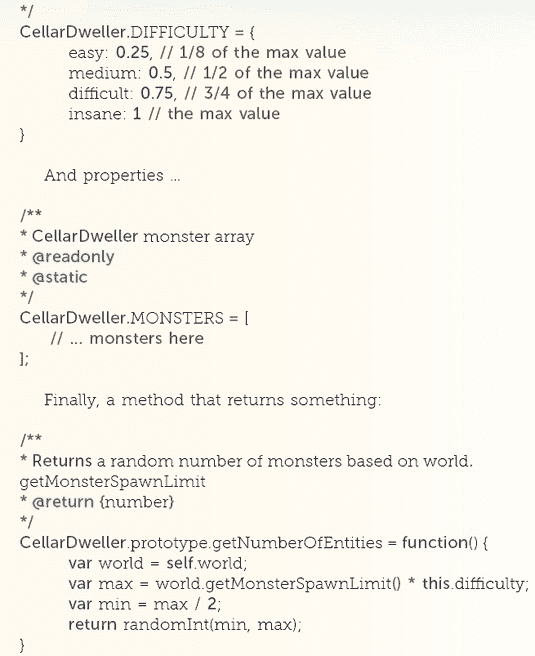 */
CellarDweller.DIFFICULTY = {
easy: 0.25, // 1/8 of the max value
medium: 0.5, // 1/2 of the max value
difficult: 0.75, // 3/4 of the max value
insane: 1 // the max value
}
And properties ...
/**
* CellarDweller monster array
* @readonly
* @static
*/
CellarDweller.MONSTERS = [
// ... monsters here
];
Finally, a method that returns something:
/**
* Returns a random number of monsters based on world.
getMonsterSpawnLimit
* @return {number}
*/
CellarDweller.prototype.getNumberOfEntities = function() {
var world = self.world;
var max = world.getMonsterSpawnLimit() * this.difficulty;
var min = max / 2;
return randomInt(min, max);
}